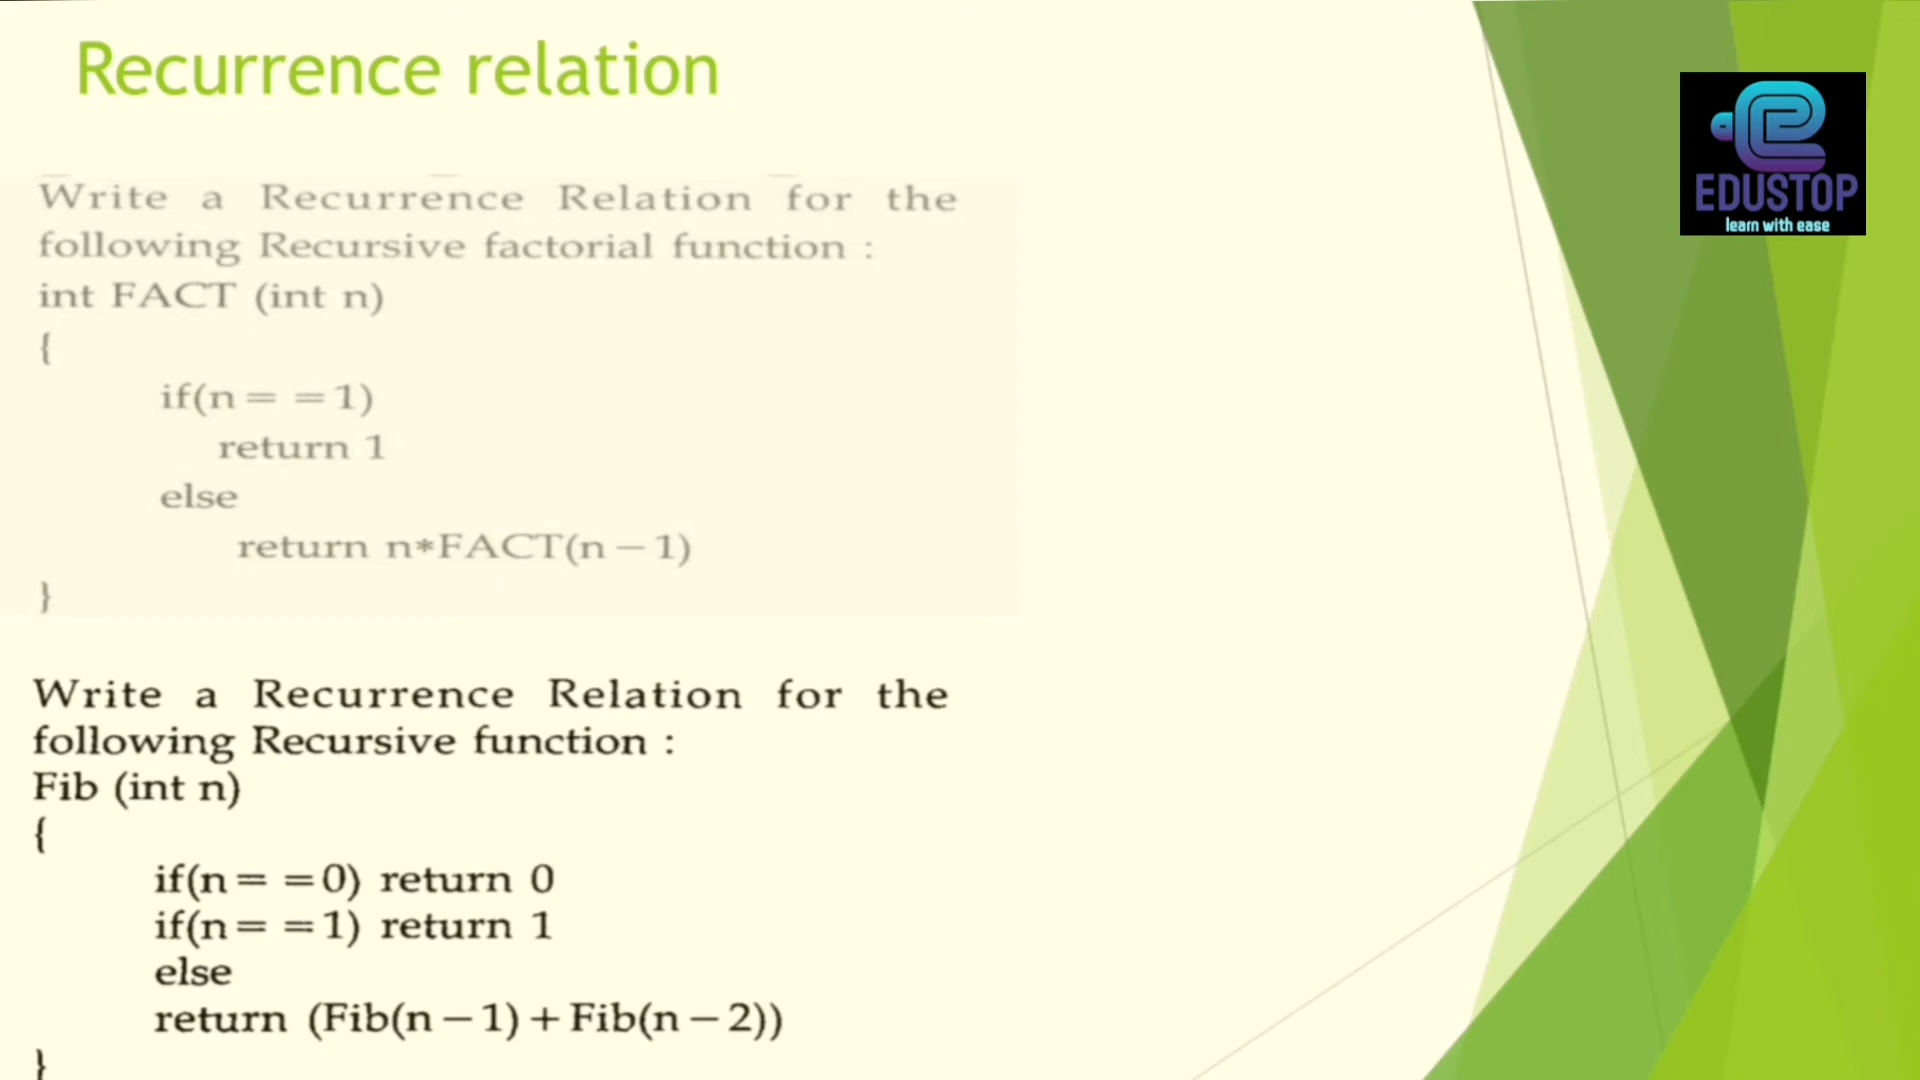 Recurrence relation
EDUSTOP
learn with ease
Write a Recurrence Relation for the
following Recursive factorial function :
int FACT (int n)
{
if(n = = 1)
return 1
else
return n*FACT(n − 1)
}
Write a Recurrence Relation for the
following Recursive function :
Fib (int n)
{
if(n = = 0) return 0
if(n = = 1) return 1
else
return (Fib(n − 1) + Fib(n − 2))
}